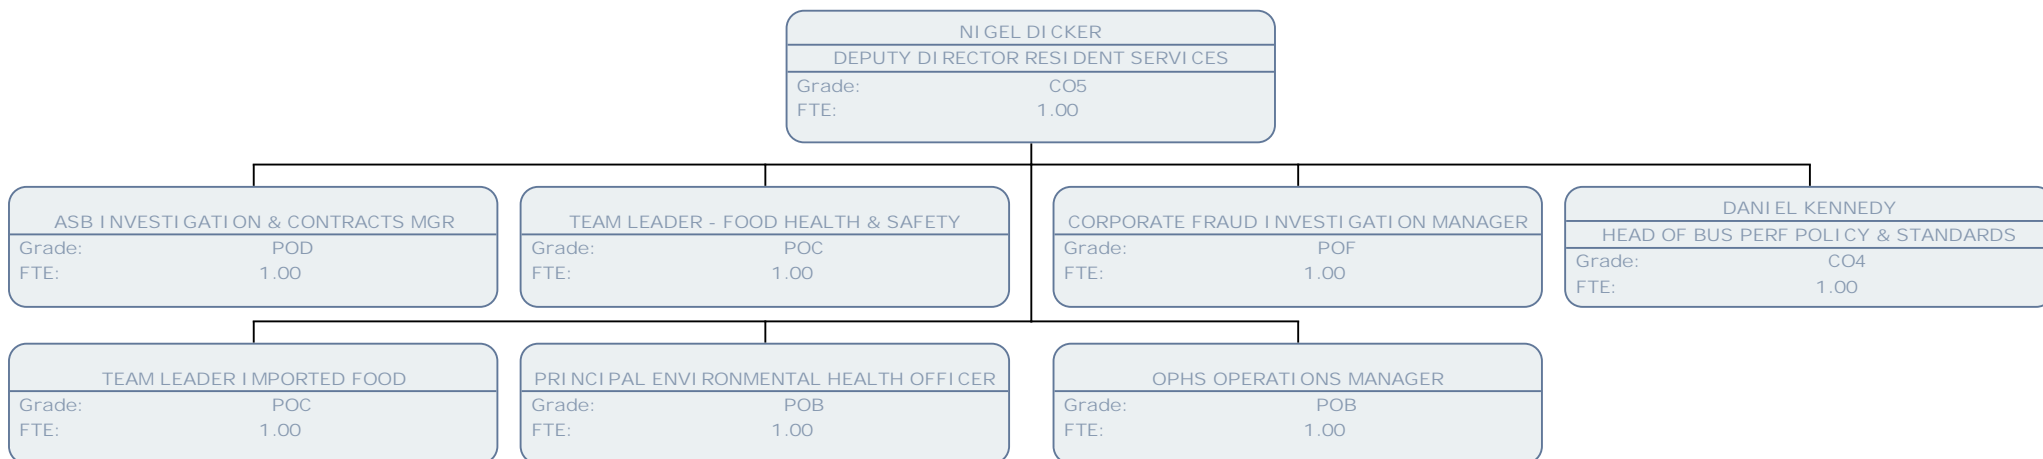 NIGEL DICKER
DEPUTY DIRECTOR RESIDENT SERVICES
Grade: CO5
FTE: 1.00
ASB INVESTIGATION & CONTRACTS MGR
Grade: POD
FTE: 1.00
TEAM LEADER - FOOD HEALTH & SAFETY
Grade: POC
FTE: 1.00
CORPORATE FRAUD INVESTIGATION MANAGER
Grade: POF
FTE: 1.00
DANIEL KENNEDY
HEAD OF BUS PERF POLICY & STANDARDS
Grade: CO4
FTE: 1.00
TEAM LEADER IMPORTED FOOD
Grade: POC
FTE: 1.00
PRINCIPAL ENVIRONMENTAL HEALTH OFFICER
Grade: POB
FTE: 1.00
OPHS OPERATIONS MANAGER
Grade: POB
FTE: 1.00